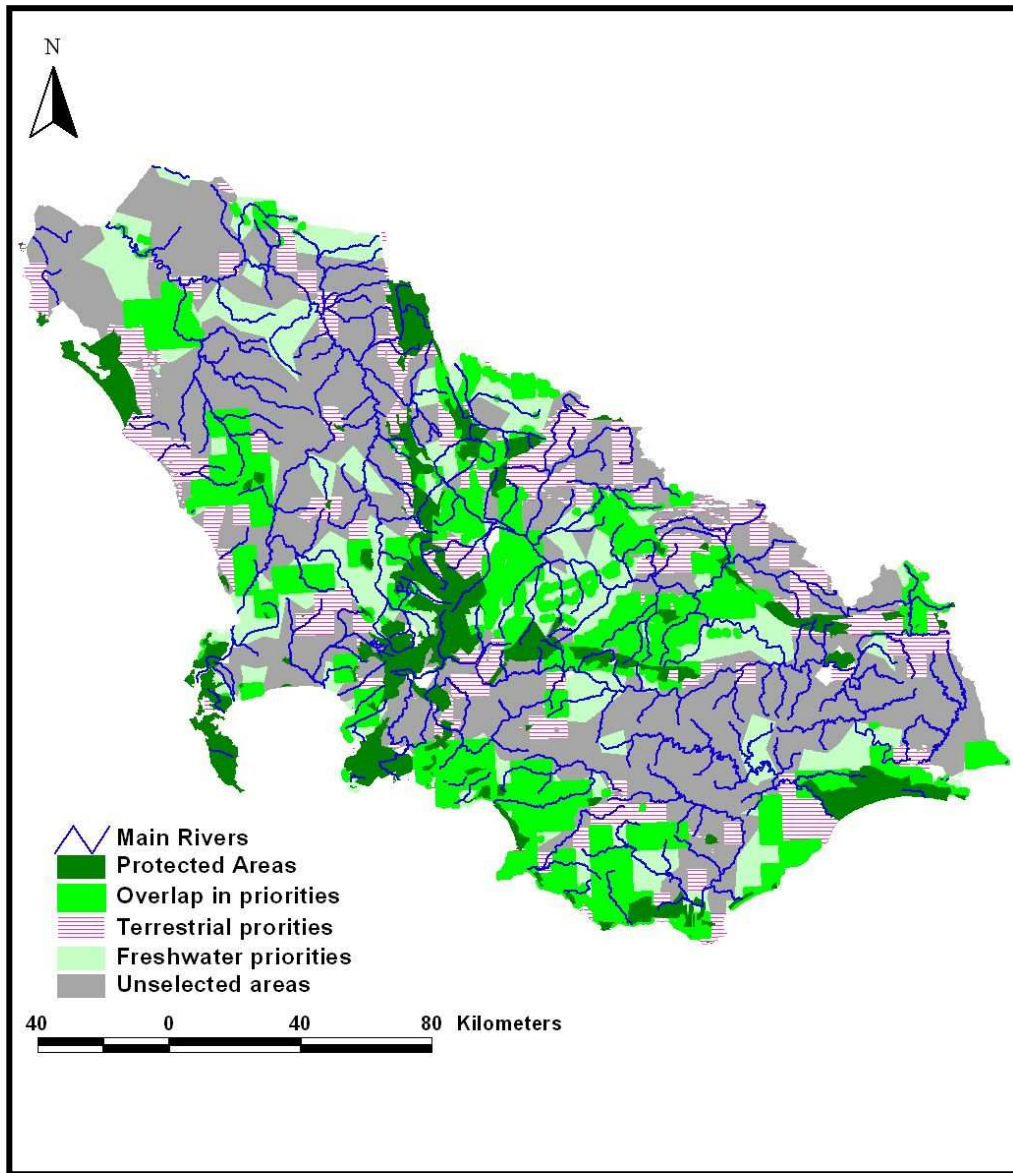 N
Main Rivers
Protected Areas
Overlap in priorities
Terrestrial prorities
Freshwater priorities
Unselected areas
40 0 40 80 Kilometers